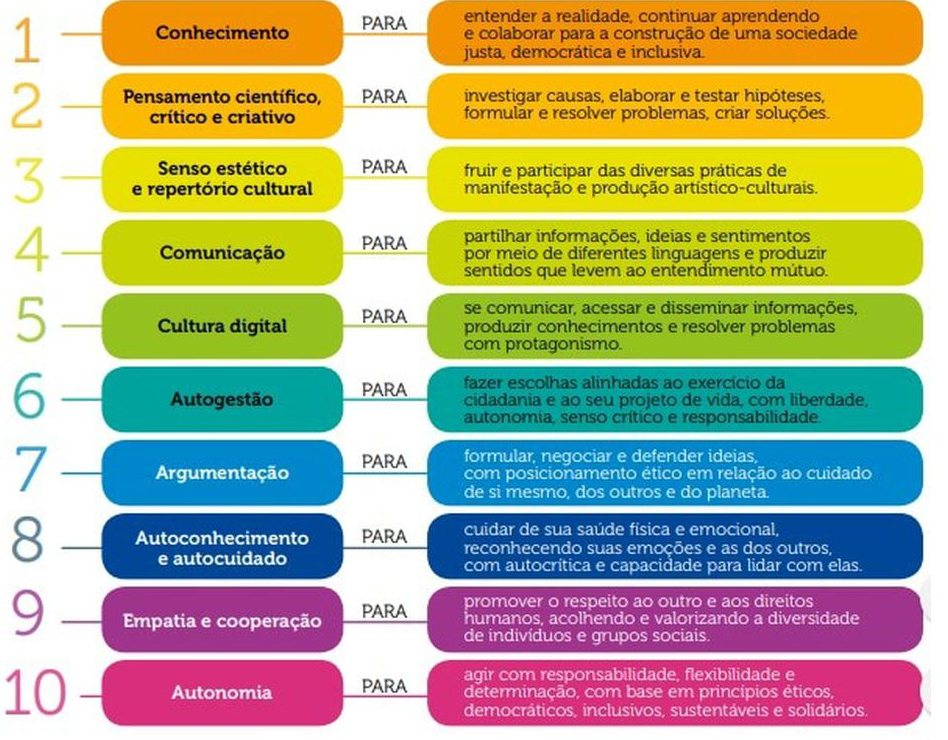 1
Conhecimento
PARA
entender a realidade, continuar aprendendo
e colaborar para a construção de uma sociedade
justa, democrática e inclusiva.
2
Pensamento científico,
crítico e criativo
PARA
investigar causas, elaborar e testar hipóteses,
formular e resolver problemas, criar soluções.
3
Senso estético
e repertório cultural
PARA
fruir e participar das diversas práticas de
manifestação e produção artístico-culturais.
4
Comunicação
PARA
partilhar informações, ideias e sentimentos
por meio de diferentes linguagens e produzir
sentidos que levem ao entendimento mútuo.
5
Cultura digital
PARA
se comunicar, acessar e disseminar informações,
produzir conhecimentos e resolver problemas
com protagonismo.
6
Autogestão
PARA
fazer escolhas alinhadas ao exercício da
cidadania e ao seu projeto de vida, com liberdade,
autonomia, senso crítico e responsabilidade.
7
Argumentação
PARA
formular, negociar e defender ideias,
com posicionamento ético em relação ao cuidado
de si mesmo, dos outros e do planeta.
8
Autoconhecimento
e autocuidado
PARA
cuidar de sua saúde física e emocional,
reconhecendo suas emoções e as dos outros,
com autocrítica e capacidade para lidar com elas.
9
Empatia e cooperação
PARA
promover o respeito ao outro e aos direitos
humanos, acolhendo e valorizando a diversidade
de indivíduos e grupos sociais.
10
Autonomia
PARA
agir com responsabilidade, flexibilidade e
determinação, com base em princípios éticos,
democráticos, inclusivos, sustentáveis e solidários.